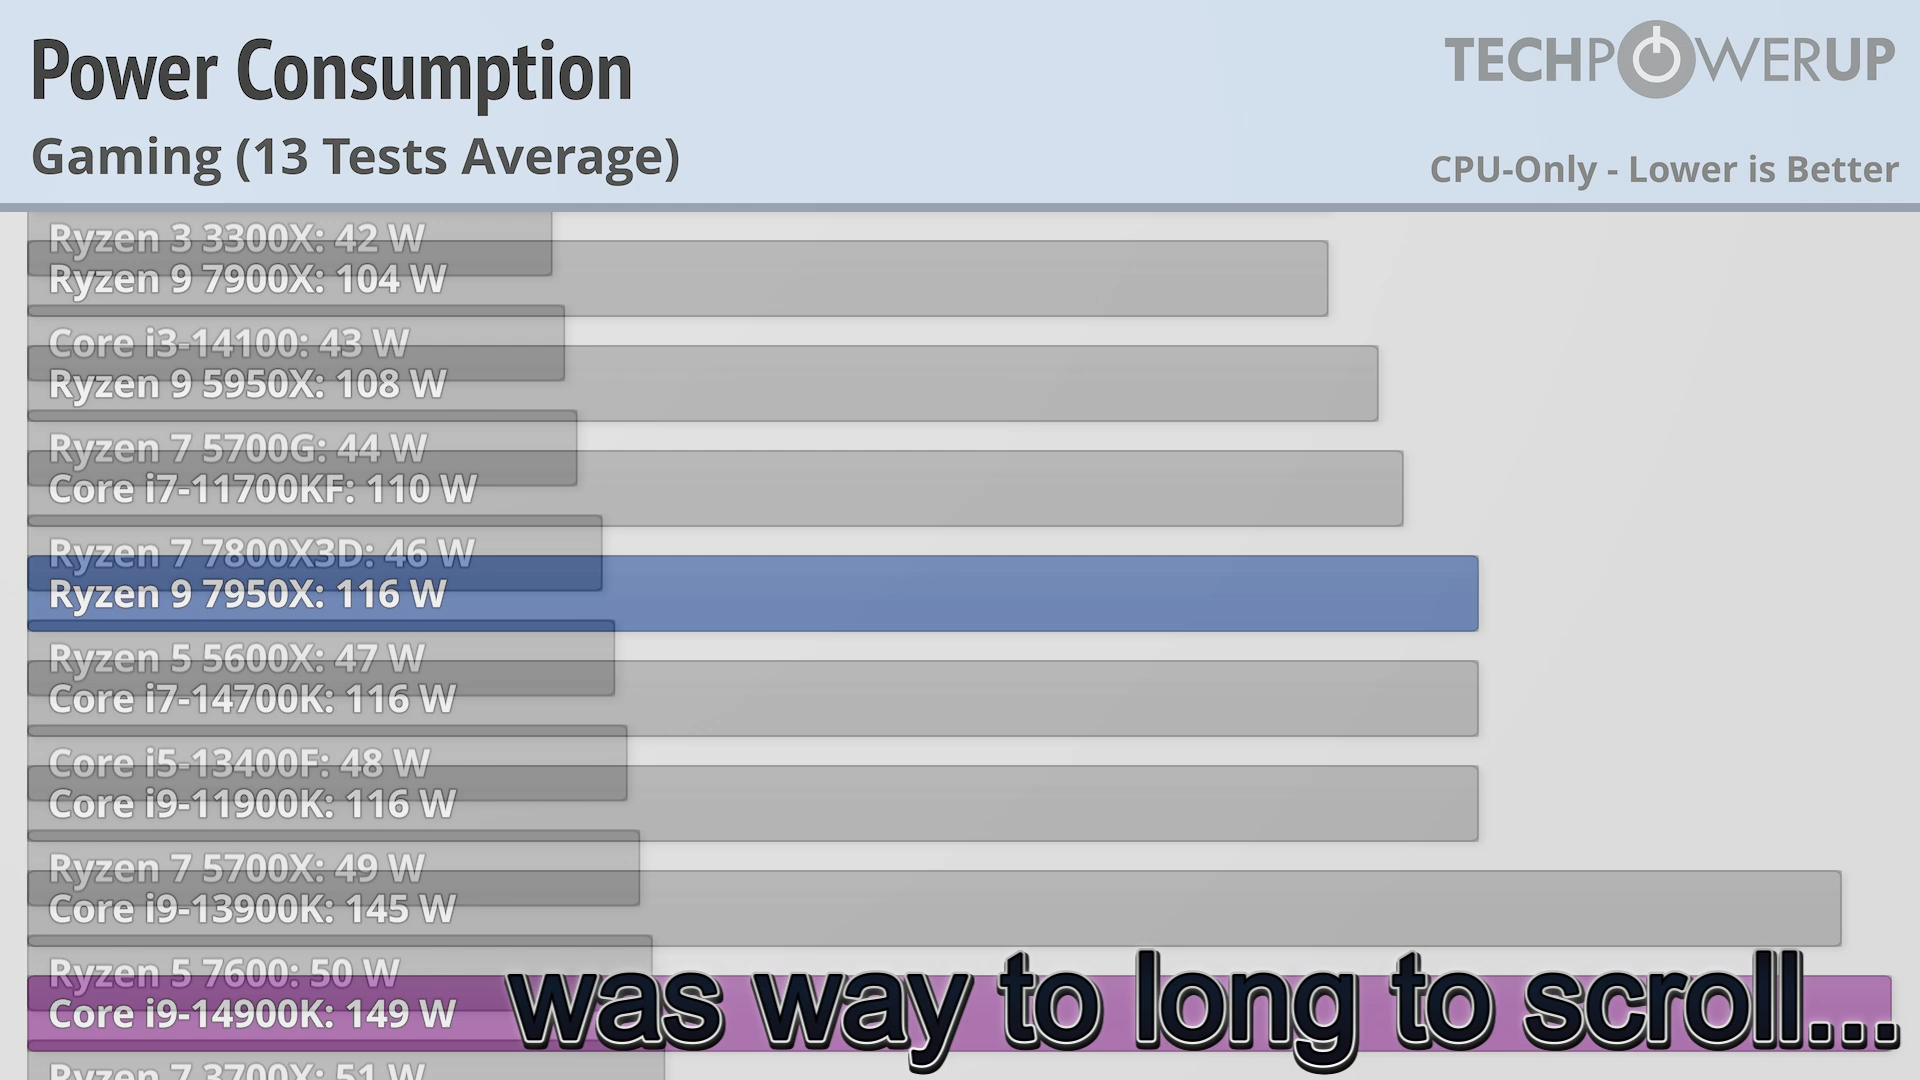 Power Consumption
TECHPOWERUP
Gaming (13 Tests Average)
CPU-Only - Lower is Better
Ryzen 3 3300X: 42 W
Ryzen 9 7900X: 104 W
Core i3-14100: 43 W
Ryzen 9 5950X: 108 W
Ryzen 7 5700G: 44 W
Core i7-11700KF: 110 W
Ryzen 7 7800X3D: 46 W
Ryzen 9 7950X: 116 W
Ryzen 5 5600X: 47 W
Core i7-14700K: 116 W
Core i5-13400F: 48 W
Core i9-11900K: 116 W
Ryzen 7 5700X: 49 W
Core i9-13900K: 145 W
Ryzen 5 7600: 50 W
Core i9-14900K: 149 W
was way to long to scroll...
Ryzen 7 3700X: 51 W